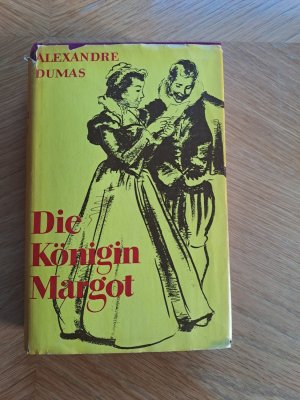 ALEXANDRE
DUMAS
Die
Königin
Margot